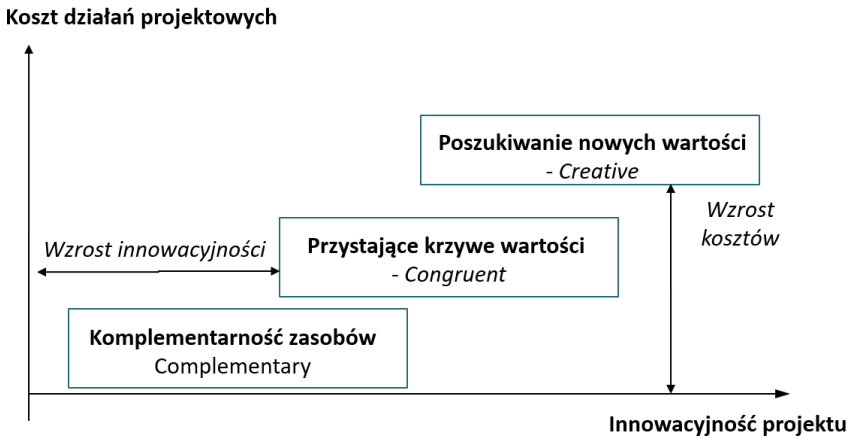 Koszt działań projektowych
Poszukiwanie nowych wartości
- Creative
Wzrost
kosztów
Wzrost innowacyjności
Przystające krzywe wartości
- Congruent
Komplementarność zasobów
Complementary
Innowacyjność projektu